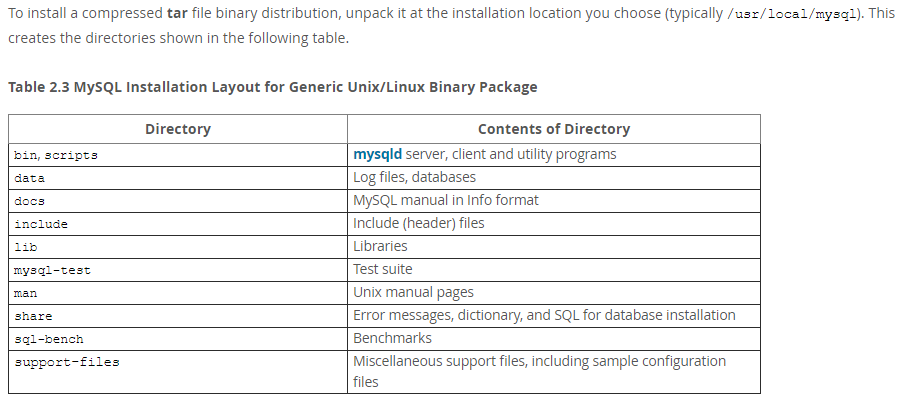 To install a compressed tar file binary distribution, unpack it at the installation location you choose (typically /usr/local/mysql). This
creates the directories shown in the following table.
Table 2.3 MySQL Installation Layout for Generic Unix/Linux Binary Package
Directory Contents of Directory
bin, scripts mysqld server, client and utility programs
data Log files, databases
docs MySQL manual in Info format
include Include (header) files
lib Libraries
mysql-test Test suite
man Unix manual pages
share Error messages, dictionary, and SQL for database installation
sql-bench Benchmarks
support-files Miscellaneous support files, including sample configuration
files